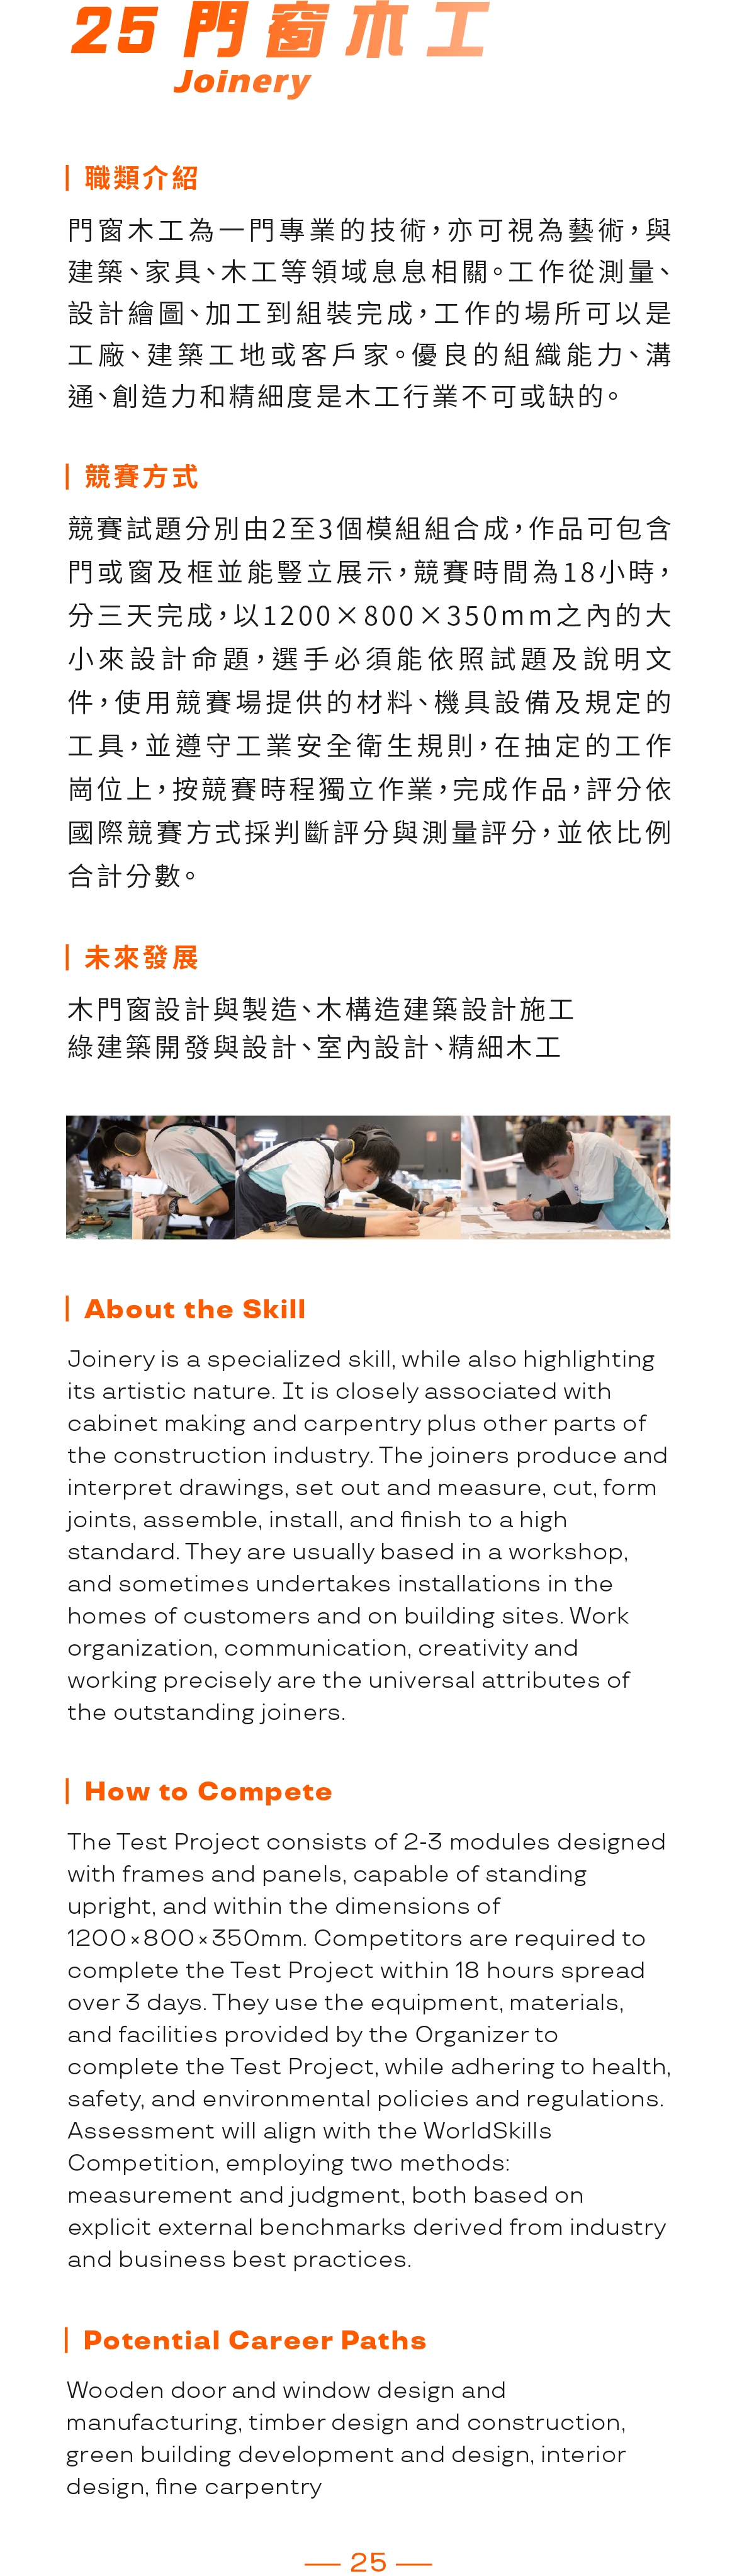 25 門窗木工
Joinery
職類介紹
門窗木工為一門專業的技術，亦可視為藝術，與
建築、家具、木工等領域息息相關。工作從測量、
設計繪圖、加工到組裝完成，工作的場所可以是
工廠、建築工地或客戶家。優良的組織能力、溝
通、創造力和精細度是木工行業不可或缺的。
競賽方式
競賽試題分別由2至3個模組組合成，作品可包含
門或窗及框並能豎立展示，競賽時間為18小時，
分三天完成，以1200×800×350mm之內的大
小來設計命題，選手必須能依照試題及說明文
件，使用競賽場提供的材料、機具設備及規定的
工具，並遵守工業安全衛生規則，在抽定的工作
崗位上，按競賽時程獨立作業，完成作品，評分依
國際競賽方式採判斷評分與測量評分，並依比例
合計分數。
未來發展
木門窗設計與製造、木構造建築設計施工
綠建築開發與設計、室內設計、精細木工
About the Skill
Joinery is a specialized skill, while also highlighting
its artistic nature. It is closely associated with
cabinet making and carpentry plus other parts of
the construction industry. The joiners produce and
interpret drawings, set out and measure, cut, form
joints, assemble, install, and finish to a high
standard. They are usually based in a workshop,
and sometimes undertakes installations in the
homes of customers and on building sites. Work
organization, communication, creativity and
working precisely are the universal attributes of
the outstanding joiners.
How to Compete
The Test Project consists of 2-3 modules designed
with frames and panels, capable of standing
upright, and within the dimensions of
1200×800×350mm. Competitors are required to
complete the Test Project within 18 hours spread
over 3 days. They use the equipment, materials,
and facilities provided by the Organizer to
complete the Test Project, while adhering to health,
safety, and environmental policies and regulations.
Assessment will align with the WorldSkills
Competition, employing two methods:
measurement and judgment, both based on
explicit external benchmarks derived from industry
and business best practices.
Potential Career Paths
Wooden door and window design and
manufacturing, timber design and construction,
green building development and design, interior
design, fine carpentry
25